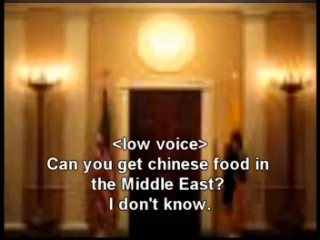 <low voice>
Can you get chinese food in
the Middle East?
I don't know.